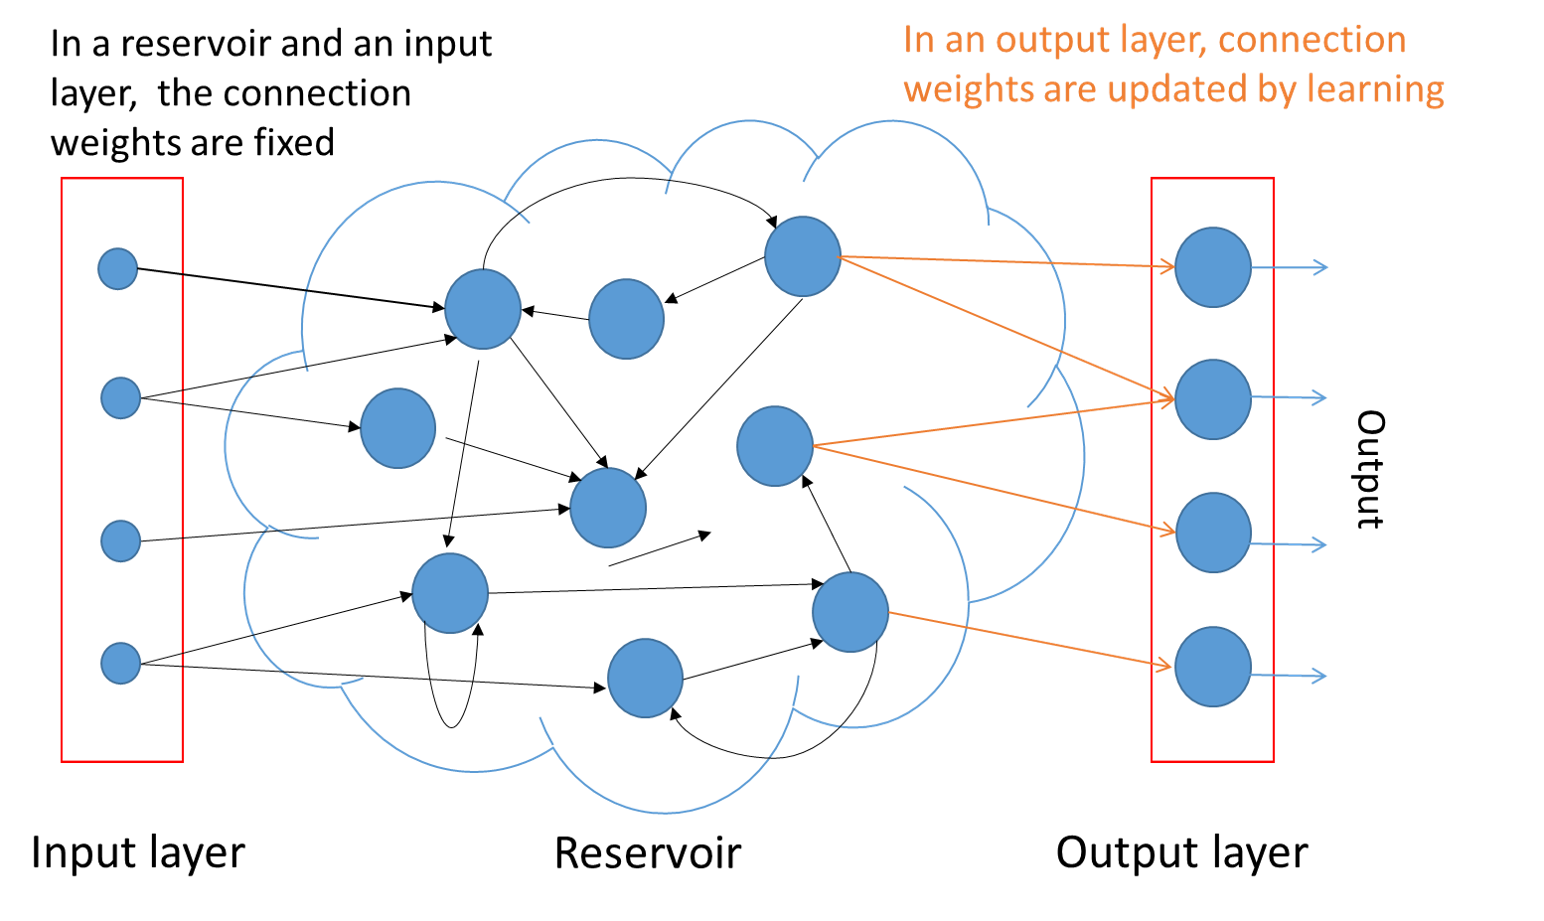 In a reservoir and an input
layer,  the connection
weights are fixed
In an output layer, connection
weights are updated by learning
Output
Input layer
Reservoir
Output layer